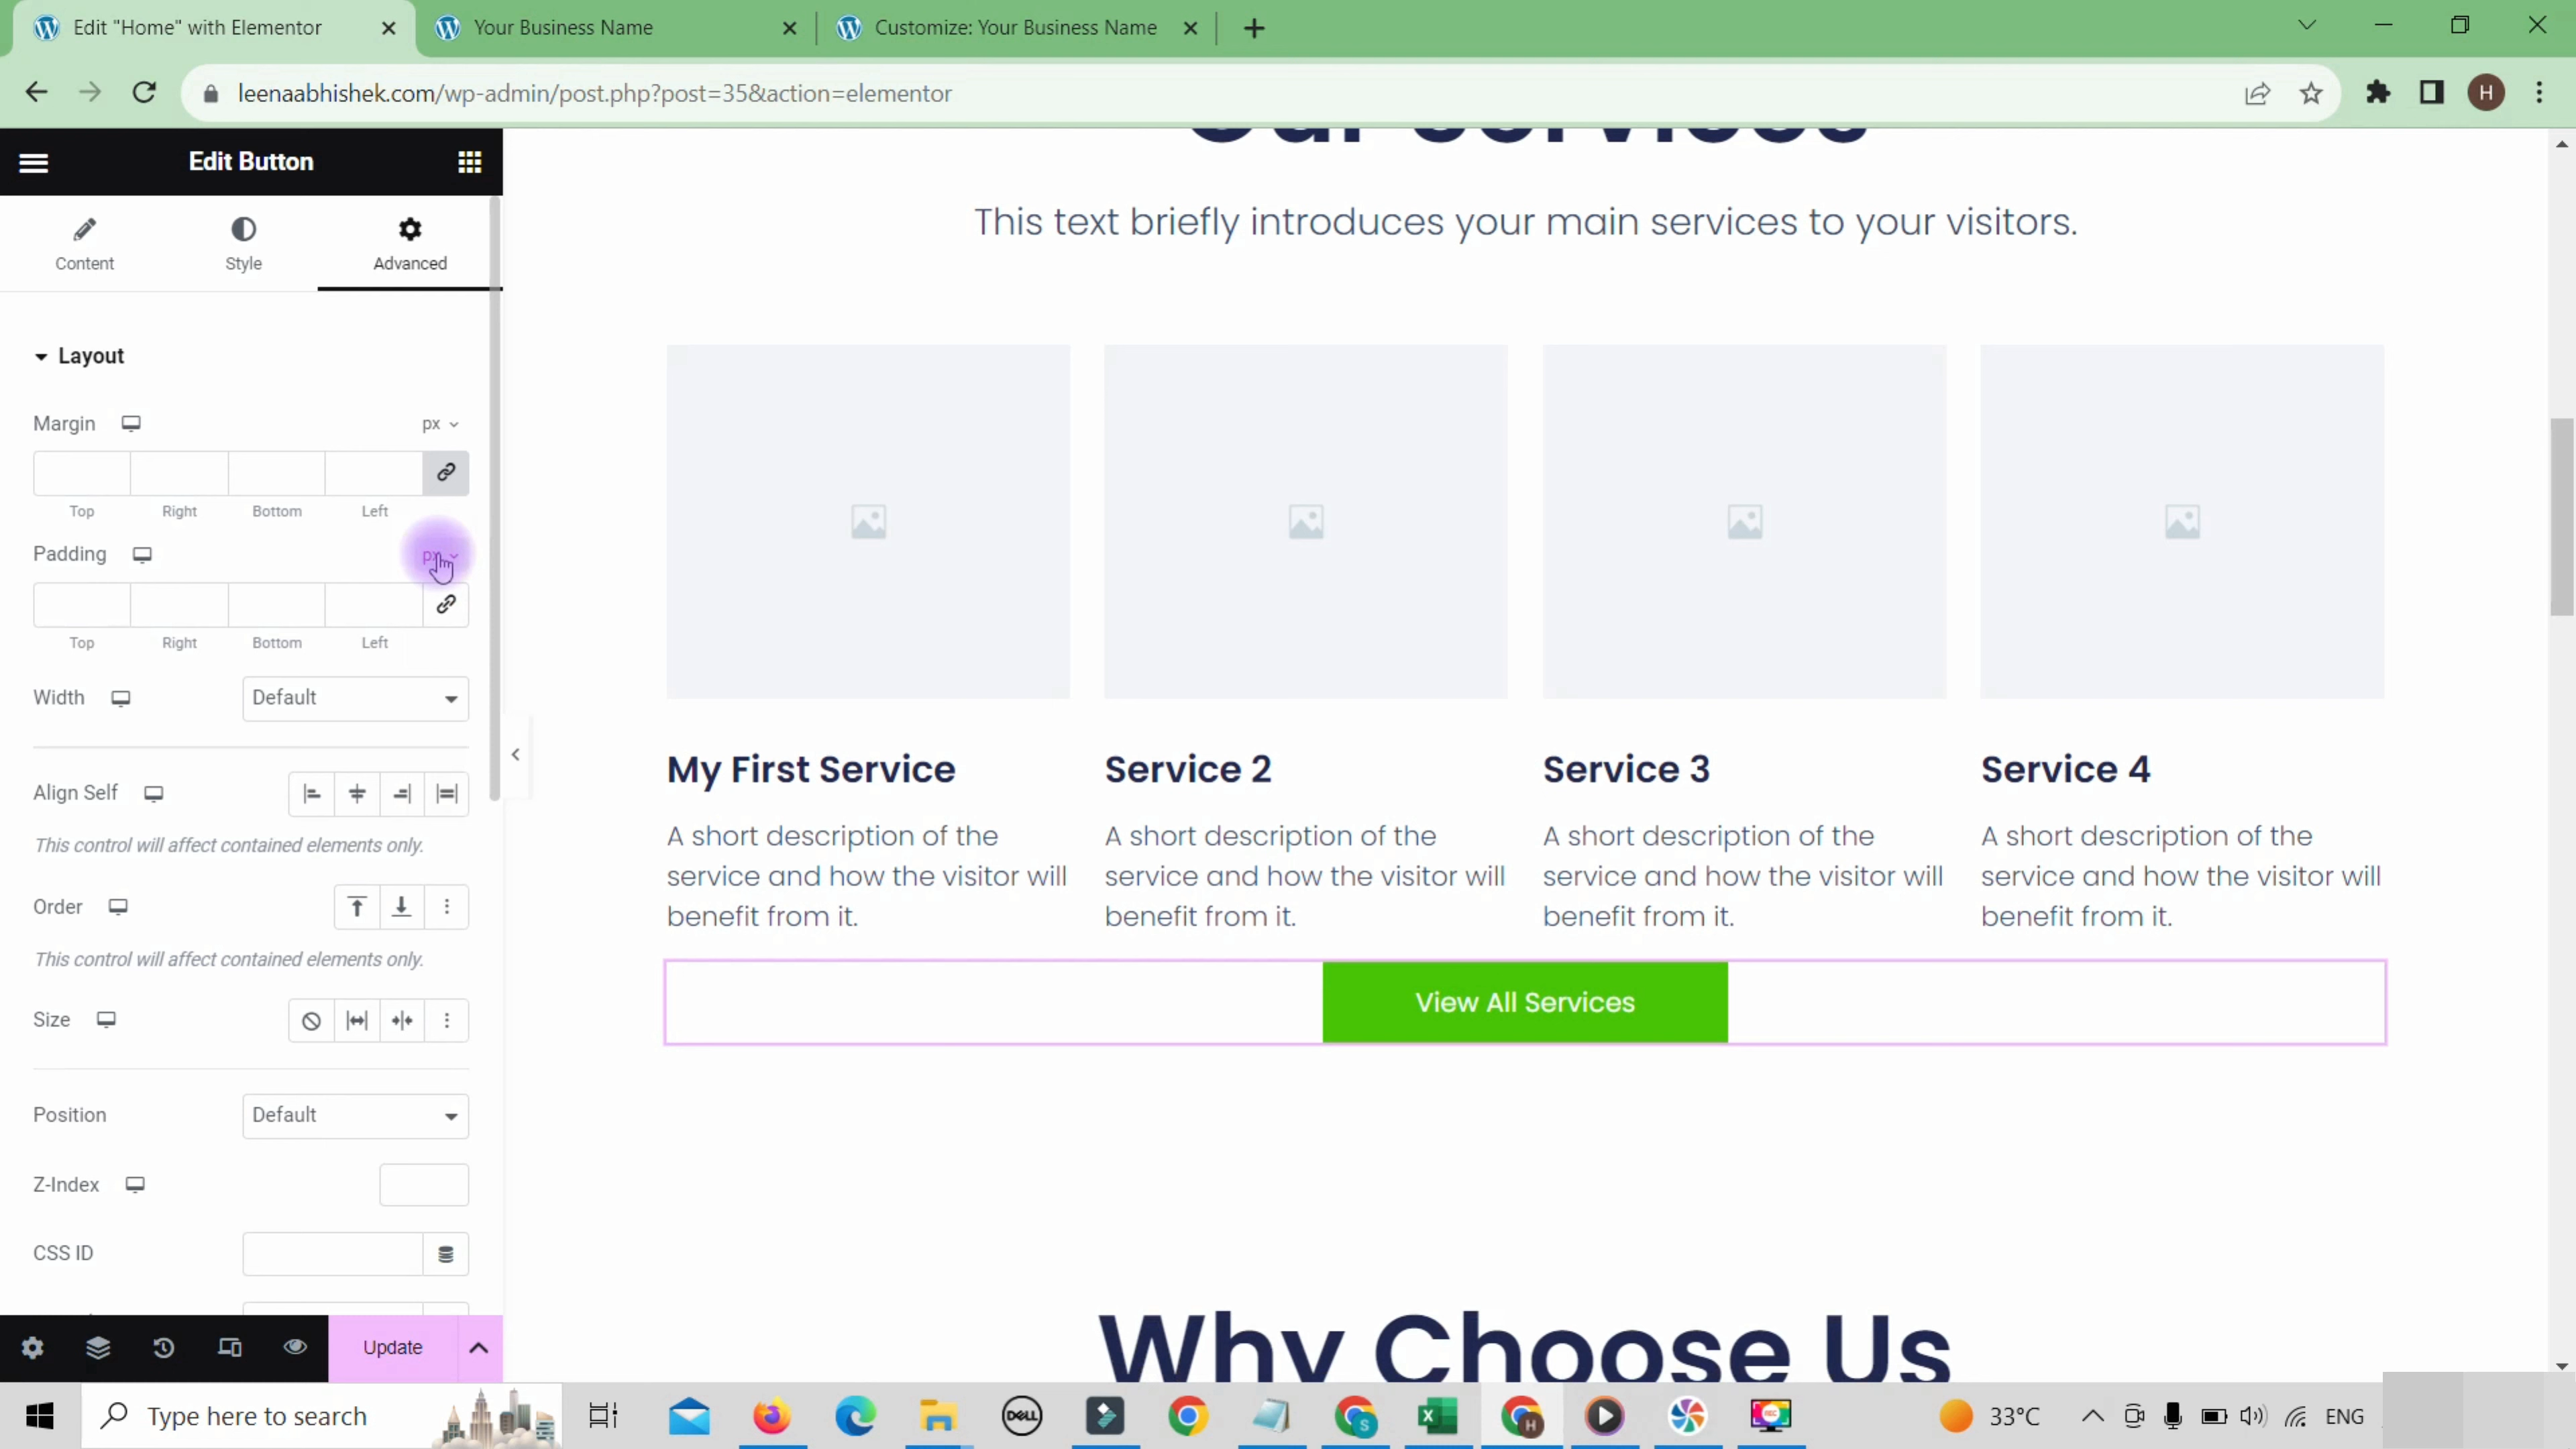 Edit "Home" with Elementor
Your Business Name
Customize: Your Business Name
leenaabhishek.com/wp-admin/post.php?post=35&action=elementor
H
Edit Button
Content
Style
Advanced
Layout
Margin
px
Top
Right
Bottom
Left
Padding
px
Top
Right
Bottom
Left
Width
Default
Align Self
This control will affect contained elements only.
Order
This control will affect contained elements only.
Size
Position
Default
Z-Index
CSS ID
Update
Our Services
This text briefly introduces your main services to your visitors.
My First Service
A short description of the
service and how the visitor will
benefit from it.
Service 2
A short description of the
service and how the visitor will
benefit from it.
Service 3
A short description of the
service and how the visitor will
benefit from it.
Service 4
A short description of the
service and how the visitor will
benefit from it.
View All Services
Why Choose Us
Type here to search
DELL
S
X
H
REC
33°C
ENG